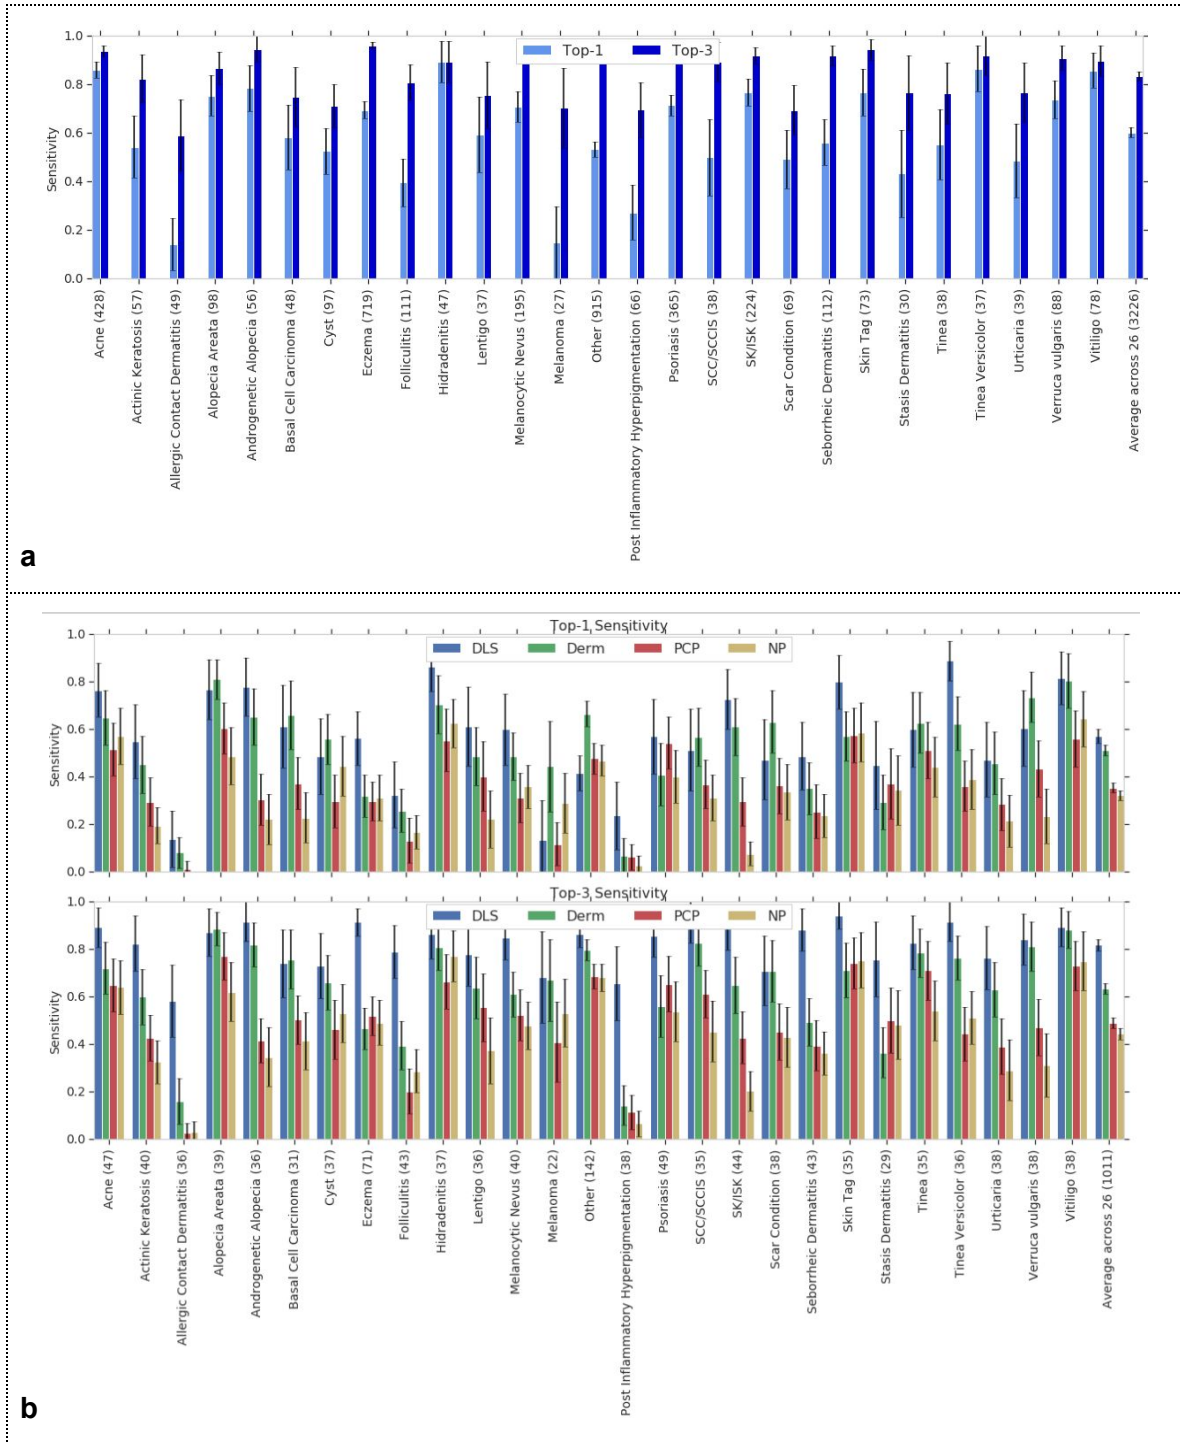 1.0
0.8
0.6
0.4
0.2
0.0
Sensitivity
Top-1 Top-3
Acne (428)
Actinic Keratosis (57)
Allergic Contact Dermatitis (49)
Alopecia Areata (98)
Androgenetic Alopecia (56)
Basal Cell Carcinoma (48)
Cyst (97)
Eczema (719)
Folliculitis (111)
Hidradenitis (47)
Lentigo (37)
Melanocytic Nevus (195)
Melanoma (27)
Other (915)
Post Inflammatory Hyperpigmentation (66)
Psoriasis (365)
SCC/SCCIS (38)
SK/ISK (224)
Scar Condition (69)
Seborrheic Dermatitis (112)
Skin Tag (73)
Stasis Dermatitis (30)
Tinea (38)
Tinea Versicolor (37)
Urticaria (39)
Verruca vulgaris (88)
Vitiligo (78)
Average across 26 (3226)
a
Top-1 Sensitivity
1.0
0.8
0.6
0.4
0.2
0.0
Sensitivity
DLS Derm PCP NP
Top-3 Sensitivity
1.0
0.8
0.6
0.4
0.2
0.0
Sensitivity
DLS Derm PCP NP
Acne (47)
Actinic Keratosis (40)
Allergic Contact Dermatitis (36)
Alopecia Areata (39)
Androgenetic Alopecia (36)
Basal Cell Carcinoma (31)
Cyst (37)
Eczema (71)
Folliculitis (43)
Hidradenitis (37)
Lentigo (36)
Melanocytic Nevus (40)
Melanoma (22)
Other (142)
Post Inflammatory Hyperpigmentation (38)
Psoriasis (49)
SCC/SCCIS (35)
SK/ISK (44)
Scar Condition (38)
Seborrheic Dermatitis (43)
Skin Tag (35)
Stasis Dermatitis (29)
Tinea (35)
Tinea Versicolor (36)
Urticaria (38)
Verruca vulgaris (38)
Vitiligo (38)
Average across 26 (1011)
b